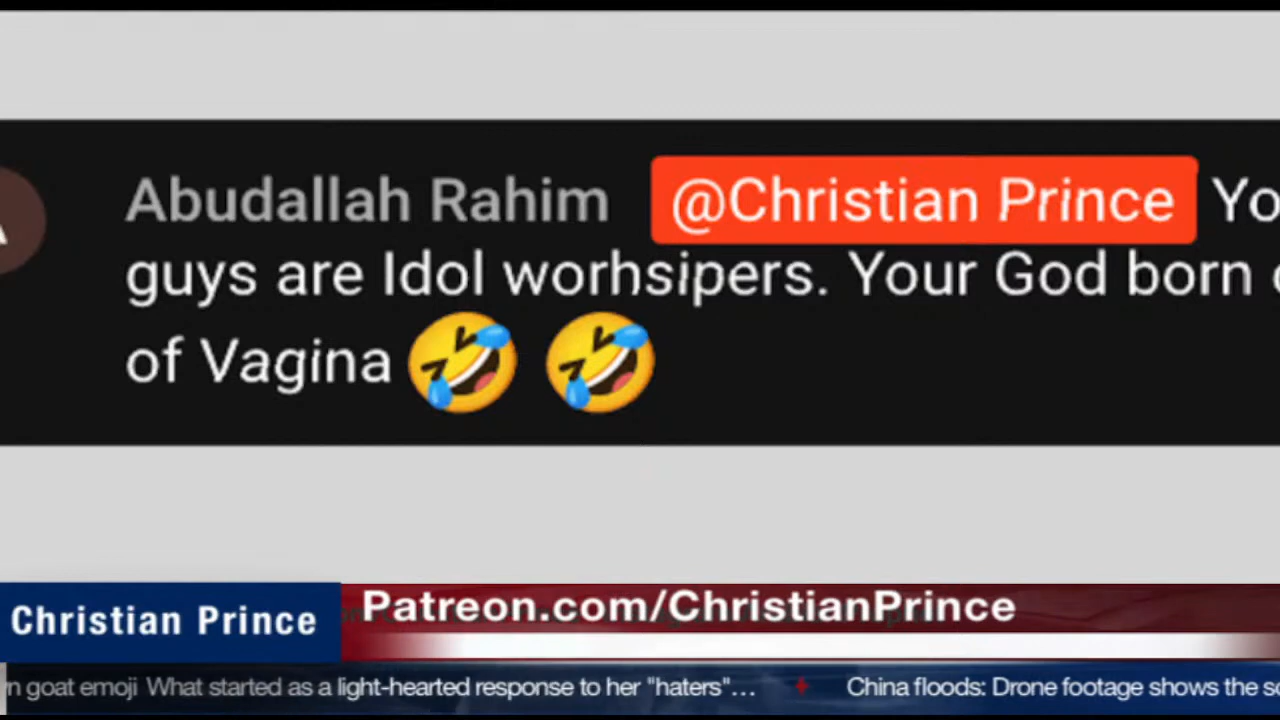 Abudallah Rahim @Christian Prince Yo
guys are Idol worhsipers. Your God born
of Vagina 🤣 🤣
Christian Prince
Patreon.com/ChristianPrince
n goat emoji What started as a light-hearted response to her "haters"... China floods: Drone footage shows the sc